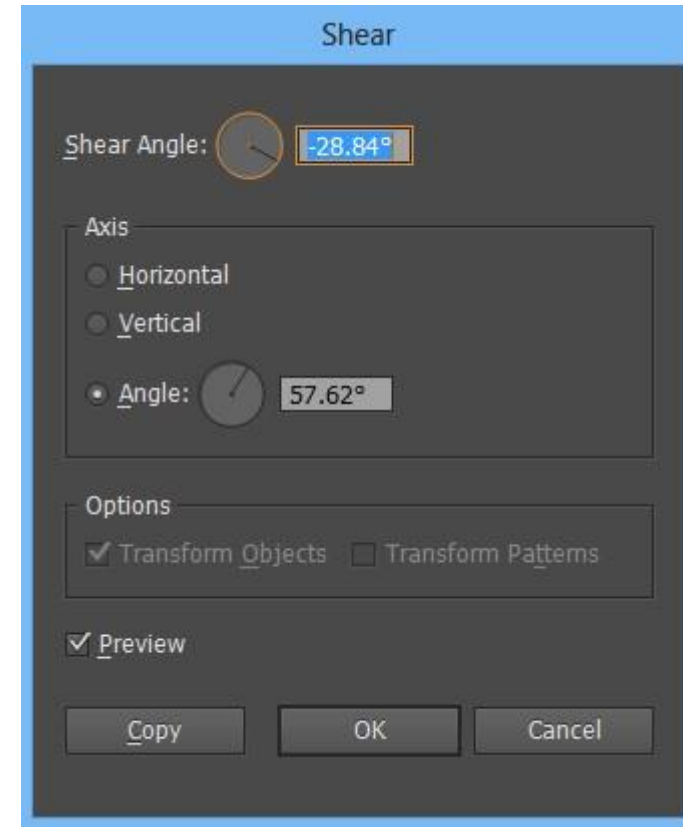 Shear
Shear Angle: -28.84°
Axis
Horizontal
Vertical
Angle: 57.62°
Options
Transform Objects Transform Patterns
Preview
Copy OK Cancel